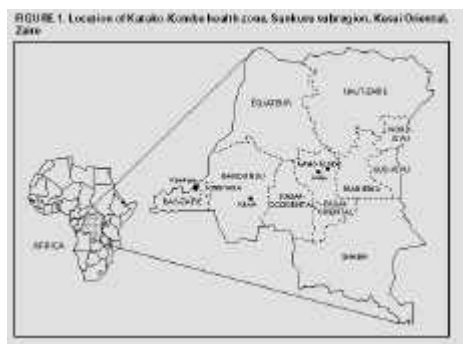 FIGURE 1. Location of Katako-Kombe health zone, Sankuru subregion, Kasai Oriental,
Zaire
EQUATEUR
HAUT-ZAIRE
NORD-
KIVU
BANDUNDU
SUD-KIVU
MANIEMA
KASAI-
OCCIDENTAL
KASAI-
ORIENTAL
BAS-ZAIRE
AFRICA
SHABA